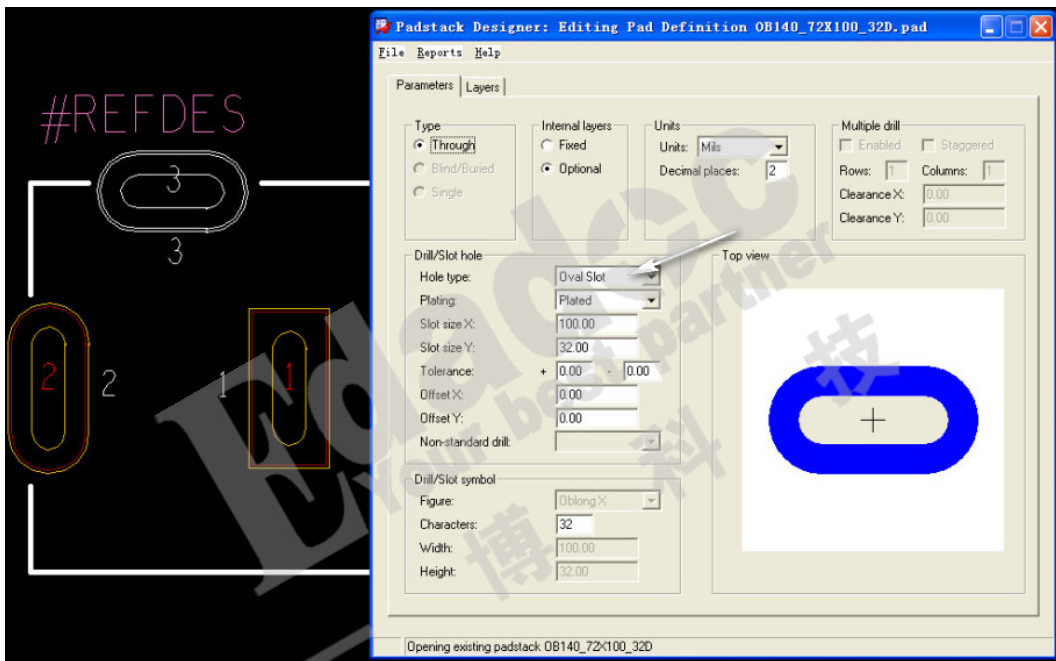 Padstack Designer: Editing Pad Definition OB140_72X100_32D.pad
File Reports Help
Parameters Layers
Type
Through
Blind/Buried
Single
Internal layers
Fixed
Optional
Units
Units: Mils
Decimal places: 2
Multiple drill
Enabled Staggered
Rows: 1 Columns: 1
Clearance X: 0.00
Clearance Y: 0.00
Drill/Slot hole
Hole type: Oval Slot
Plating: Plated
Slot size X: 100.00
Slot size Y: 32.00
Tolerance: + 0.00 - 0.00
Offset X: 0.00
Offset Y: 0.00
Non-standard drill:
Drill/Slot symbol
Figure: Oblong X
Characters: 32
Width: 100.00
Height: 32.00
Top view
Opening existing padstack OB140_72X100_32D
#REFDES
3
3
2
2
1
1
Edadoc
Your best partner
博科技